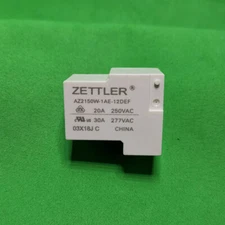 ZETTLER
AZ2150W-1AE-12DEF
20A 250VAC
30A 277VAC
03X18J C CHINA